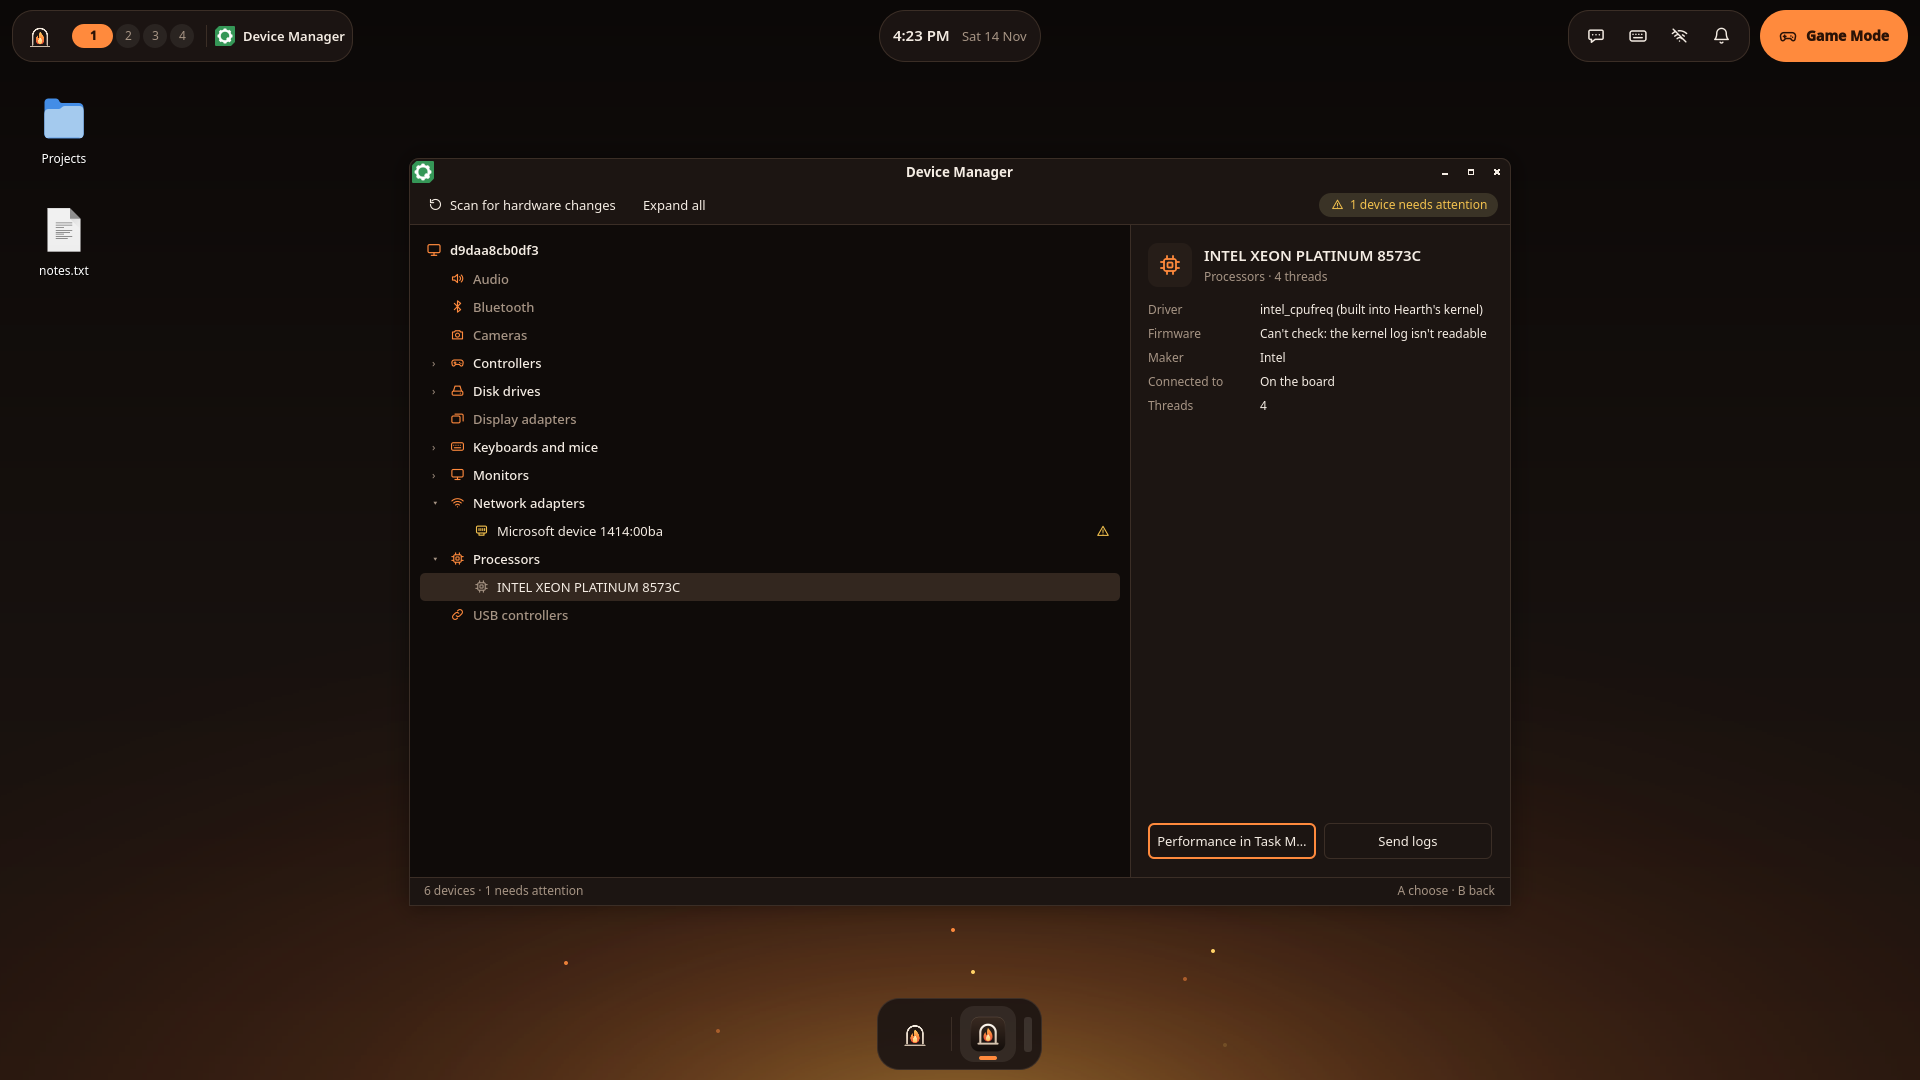 1 2 3 4 Device Manager
4:23 PM Sat 14 Nov
Game Mode
Projects
notes.txt
Device Manager
Scan for hardware changes Expand all
1 device needs attention
d9daa8cb0df3
Audio
Bluetooth
Cameras
Controllers
Disk drives
Display adapters
Keyboards and mice
Monitors
Network adapters
Microsoft device 1414:00ba
Processors
INTEL XEON PLATINUM 8573C
USB controllers
INTEL XEON PLATINUM 8573C
Processors · 4 threads
Driver intel_cpufreq (built into Hearth's kernel)
Firmware Can't check: the kernel log isn't readable
Maker Intel
Connected to On the board
Threads 4
Performance in Task M... Send logs
6 devices · 1 needs attention
A choose · B back